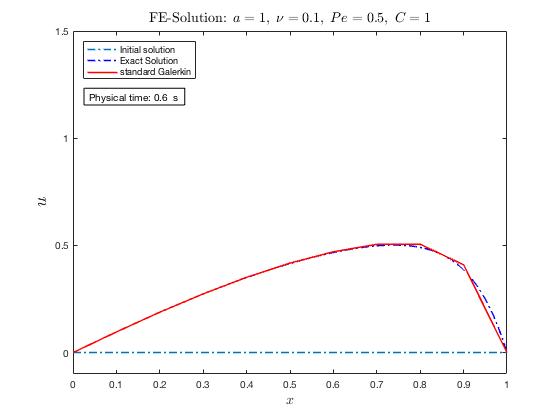 FE-Solution: a = 1, ν = 0.1, Pe = 0.5, C = 1
1.5
Initial solution
Exact Solution
standard Galerkin
Physical time: 0.6 s
1
u
0.5
0
0 0.1 0.2 0.3 0.4 0.5 0.6 0.7 0.8 0.9 1
x